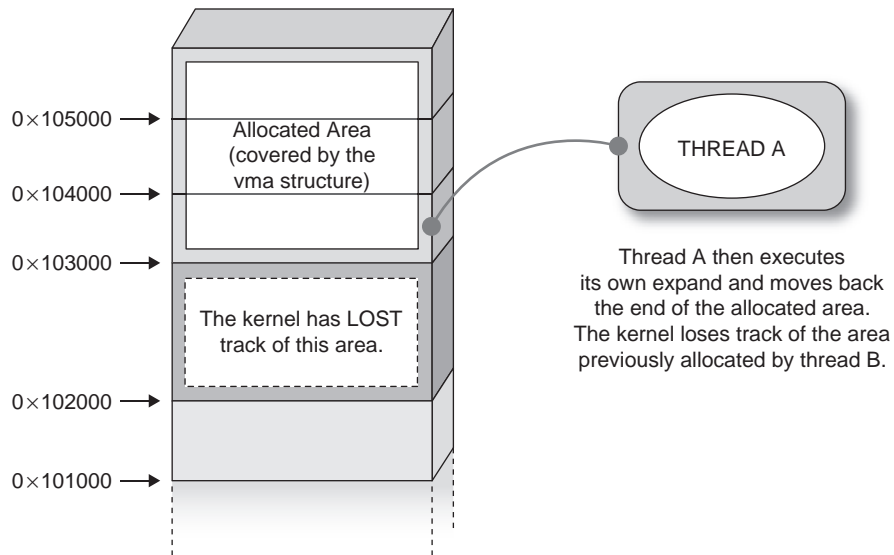 0×105000
0×104000
0×103000
0×102000
0×101000
Allocated Area
(covered by the
vma structure)
The kernel has LOST
track of this area.
THREAD A
Thread A then executes
its own expand and moves back
the end of the allocated area.
The kernel loses track of the area
previously allocated by thread B.